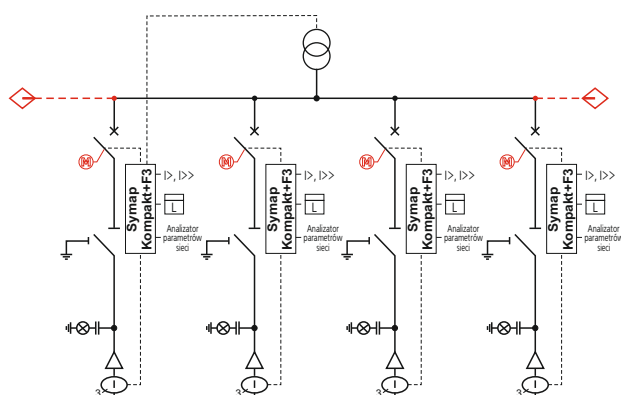 M
Symap
Kompakt+F3
I>, I>>
L
Analizator
parametrów
sieci
M
Symap
Kompakt+F3
I>, I>>
L
Analizator
parametrów
sieci
M
Symap
Kompakt+F3
I>, I>>
L
Analizator
parametrów
sieci
M
Symap
Kompakt+F3
I>, I>>
L
Analizator
parametrów
sieci